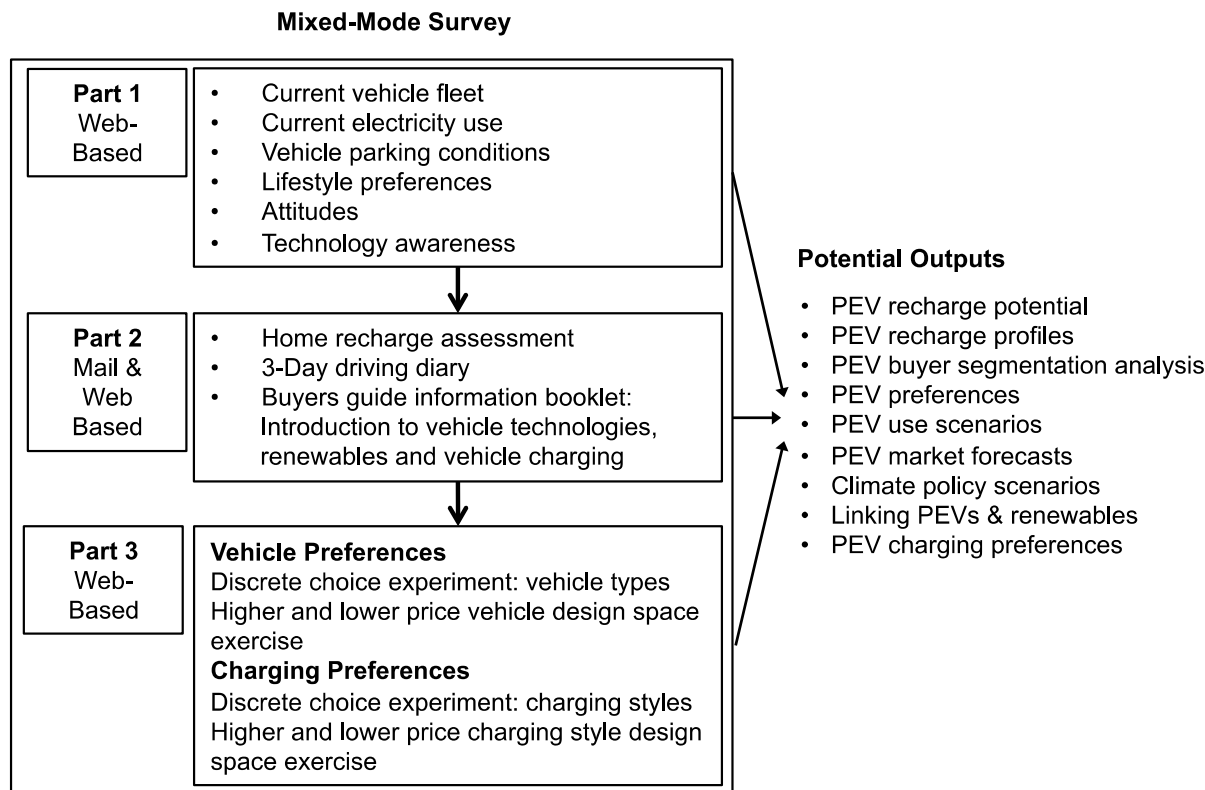 Mixed-Mode Survey
Part 1
Web-
Based
• Current vehicle fleet
• Current electricity use
• Vehicle parking conditions
• Lifestyle preferences
• Attitudes
• Technology awareness
Part 2
Mail &
Web
Based
• Home recharge assessment
• 3-Day driving diary
• Buyers guide information booklet:
Introduction to vehicle technologies,
renewables and vehicle charging
Part 3
Web-
Based
Vehicle Preferences
Discrete choice experiment: vehicle types
Higher and lower price vehicle design space
exercise
Charging Preferences
Discrete choice experiment: charging styles
Higher and lower price charging style design
space exercise
Potential Outputs
• PEV recharge potential
• PEV recharge profiles
• PEV buyer segmentation analysis
• PEV preferences
• PEV use scenarios
• PEV market forecasts
• Climate policy scenarios
• Linking PEVs & renewables
• PEV charging preferences